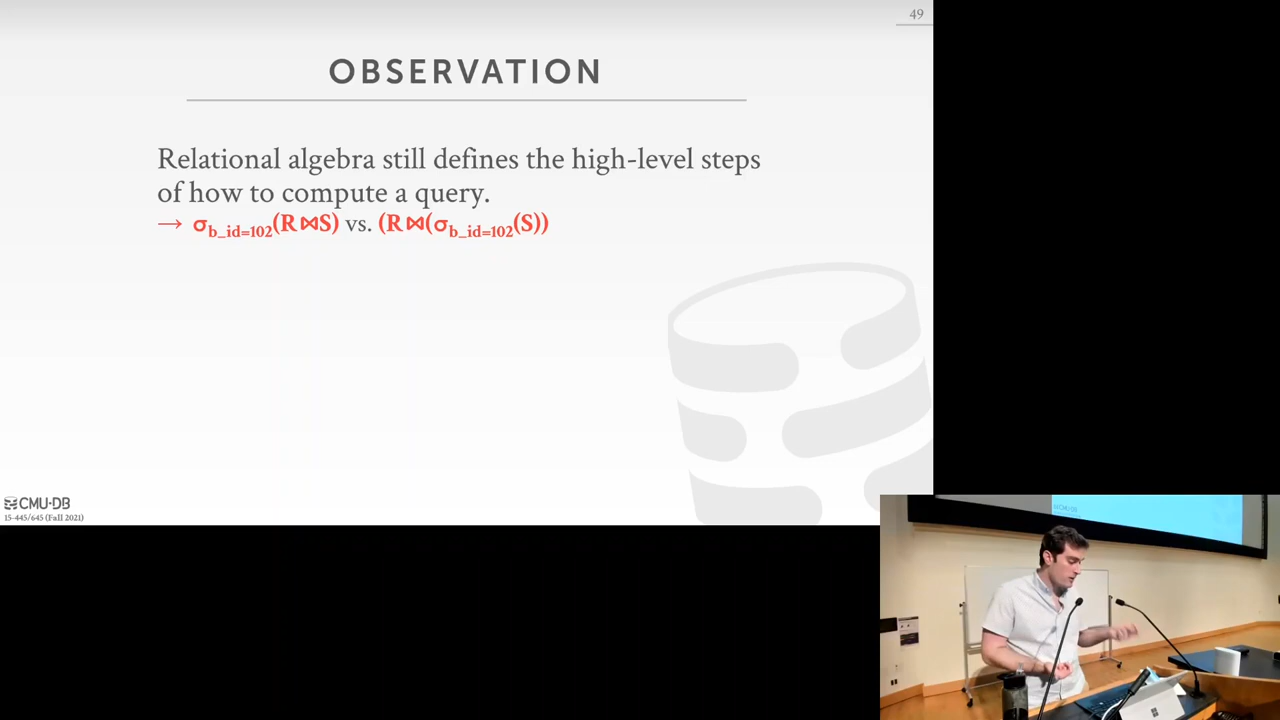 49
OBSERVATION
Relational algebra still defines the high-level steps
of how to compute a query.
→ σb_id=102(R⋈S) vs. (R⋈(σb_id=102(S))
CMU·DB
15-445/645 (Fall 2021)